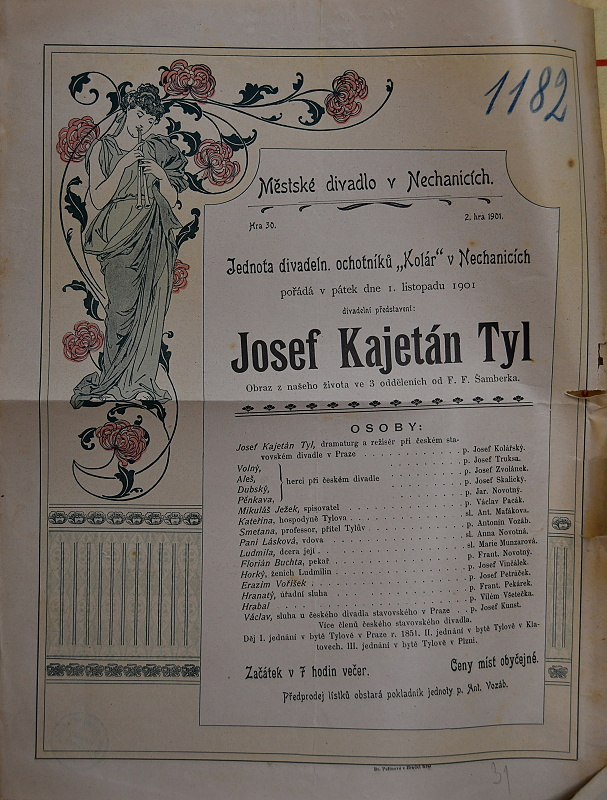 1182
Městské divadlo v Nechanicích.
Hra 30. 2. hra 1901.
Jednota divadeln. ochotníků „Kolár“ v Nechanicích
pořádá v pátek dne 1. listopadu 1901
divadelní představení:
Josef Kajetán Tyl
Obraz z našeho života ve 3 odděleních od F. F. Šamberka.
OSOBY:
Josef Kajetán Tyl, dramaturg a režisér při českém sta-
vovském divadle v Praze . . . . . . . . . p. Josef Kolářský.
Volný, . . . . . . . p. Josef Truksa.
Aleš, herci při českém divadle . . . . . . . p. Josef Zvolánek.
Dubský, . . . . . . . p. Josef Skalický.
Pěnkava, . . . . . . . p. Jar. Novotný.
Mikuláš Ježek, spisovatel . . . . . . . p. Václav Pacák.
Kateřina, hospodyně Tylova . . . . . . . sl. Ant. Maťákova.
Smetana, professor, přítel Tylův . . . . . . . p. Antonín Vozáb.
Paní Lásková, vdova . . . . . . . sl. Anna Novotná.
Ludmila, dcera její . . . . . . . sl. Marie Munzarová.
Florián Buchta, pekař . . . . . . . p. Frant. Novotný.
Horký, ženich Ludmilin . . . . . . . p. Josef Vinčálek.
Erazim Voříšek . . . . . . . p. Josef Petráček.
Hranatý, úřadní sluha . . . . . . . p. Frant. Pekárek.
Hrabal . . . . . . . p. Vilém Všetečka.
Václav, sluha u českého divadla stavovského v Praze . . p. Josef Kunst.
Více členů českého stavovského divadla.
Děj I. jednání v bytě Tylově v Praze r. 1851. II. jednání v bytě Tylově v Kla-
tovech. III. jednání v bytě Tylově v Plzni.
Začátek v 7 hodin večer. Ceny míst obyčejné.
Předprodej lístků obstará pokladník jednoty p. Ant. Vozáb.